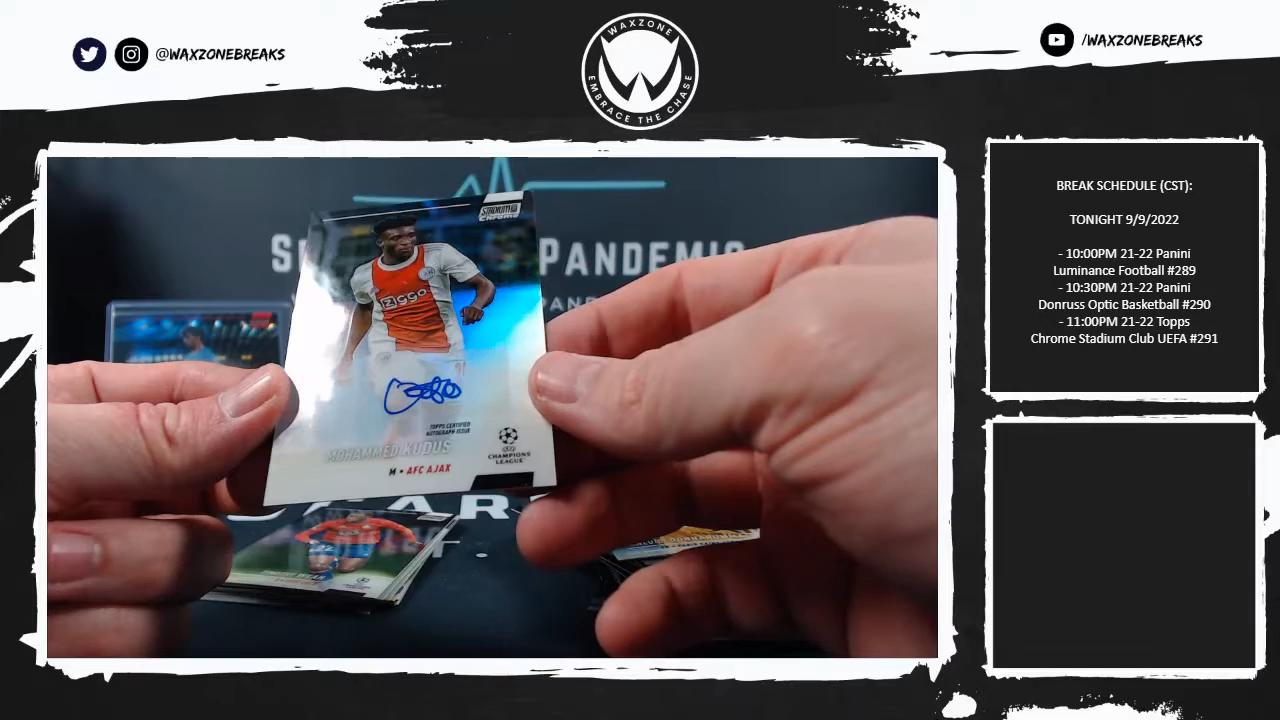 @WAXZONEBREAKS
WAXZONE
EMBRACE THE CHASE
/WAXZONEBREAKS
BREAK SCHEDULE (CST):
TONIGHT 9/9/2022
- 10:00PM 21-22 Panini
Luminance Football #289
- 10:30PM 21-22 Panini
Donruss Optic Basketball #290
- 11:00PM 21-22 Topps
Chrome Stadium Club UEFA #291
PANDEMIC
STADIUM
CHROME
ZIGGO
TOPPS CERTIFIED
AUTOGRAPH ISSUE
MOHAMMED KUDUS
M • AFC AJAX
CHAMPIONS
LEAGUE